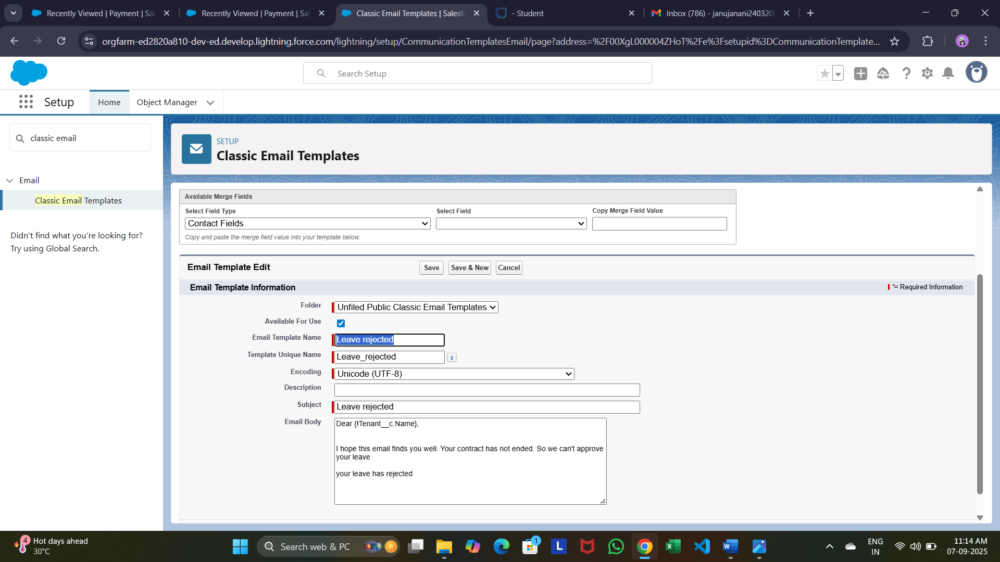 Recently Viewed | Payment | Sal
Recently Viewed | Payment | Sal
Classic Email Templates | Salesfo
- Student
Inbox (786) - janujanani240320
orgfarm-ed2820a810-dev-ed.develop.lightning.force.com/lightning/setup/CommunicationTemplatesEmail/page?address=%2F00XgL000004ZHoT%2Fe%3Fsetupid%3DCommunicationTemplate...
Search Setup
Setup
Home
Object Manager
classic email
Email
Classic Email Templates
Didn't find what you're looking for?
Try using Global Search.
SETUP
Classic Email Templates
Available Merge Fields
Select Field Type
Select Field
Copy Merge Field Value
Contact Fields
Copy and paste the merge field value into your template below.
Email Template Edit
Save
Save & New
Cancel
Email Template Information
*= Required Information
Folder
Unfiled Public Classic Email Templates
Available For Use
Email Template Name
Leave rejected
Template Unique Name
Leave_rejected
i
Encoding
Unicode (UTF-8)
Description
Subject
Leave rejected
Email Body
Dear {!Tenant__c.Name},
I hope this email finds you well. Your contract has not ended. So we can't approve
your leave
your leave has rejected
4
Hot days ahead
30°C
Search web & PC
1
L
ENG
IN
11:14 AM
07-09-2025